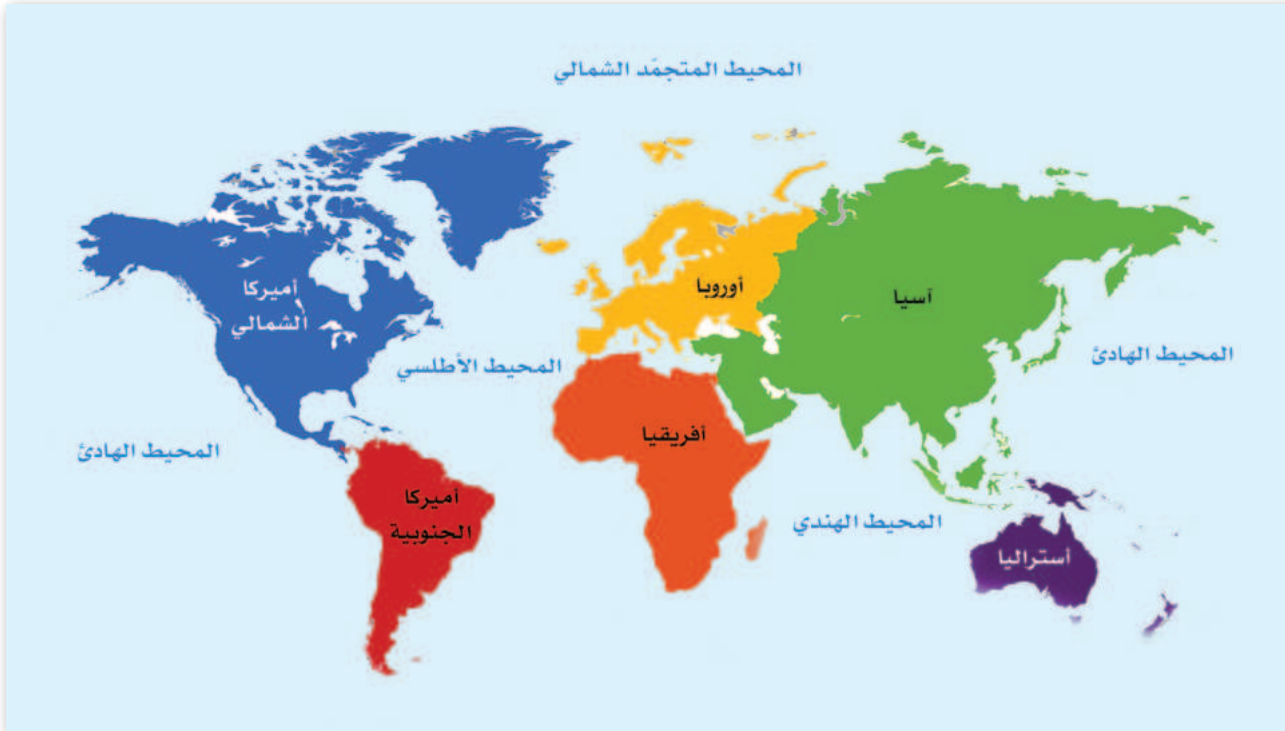 المحيط المتجمّد الشمالي
أميركا
الشمالي
أوروبا
آسيا
المحيط الهادئ
المحيط الأطلسي
أفريقيا
المحيط الهادئ
أميركا
الجنوبية
المحيط الهندي
أستراليا